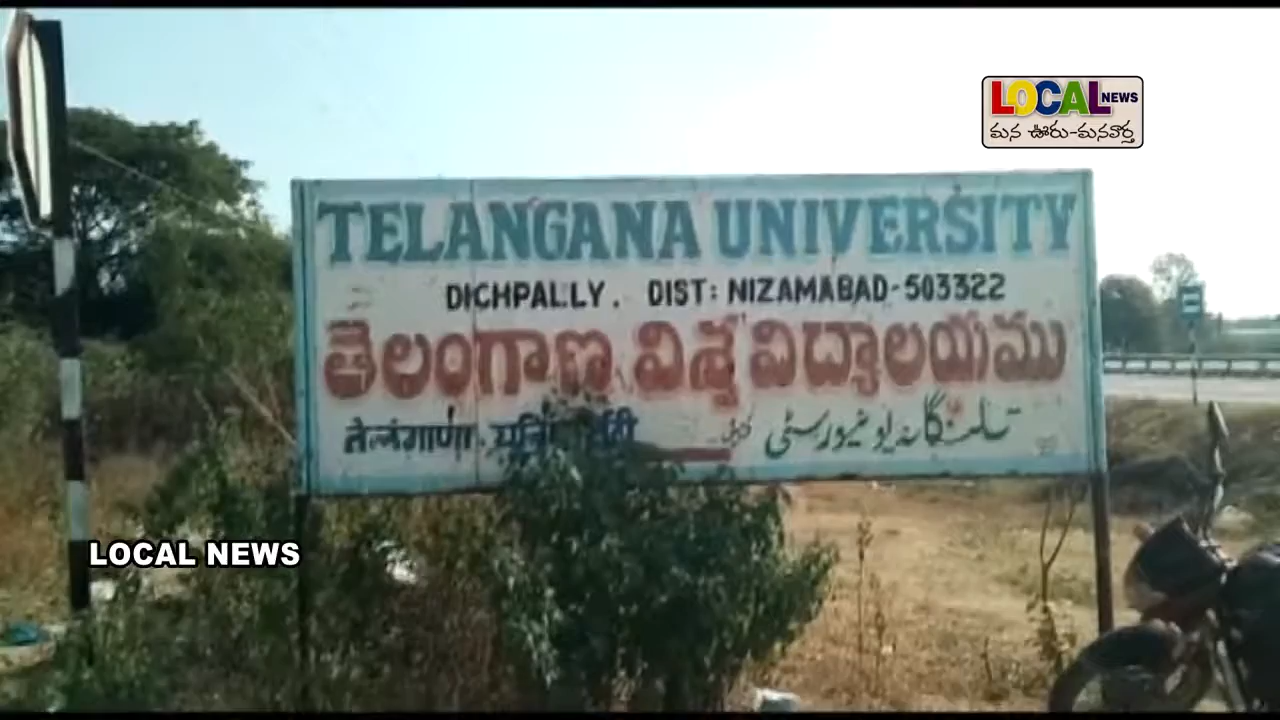 LOCAL NEWS
మన ఊరు-మనవార్త
TELANGANA UNIVERSITY
DICHPALLY. DIST: NIZAMABAD-503322
తెలంగాణ విశ్వవిద్యాలయము
तेलंगाणा
تلنگانہ یونیورسٹی
LOCAL NEWS